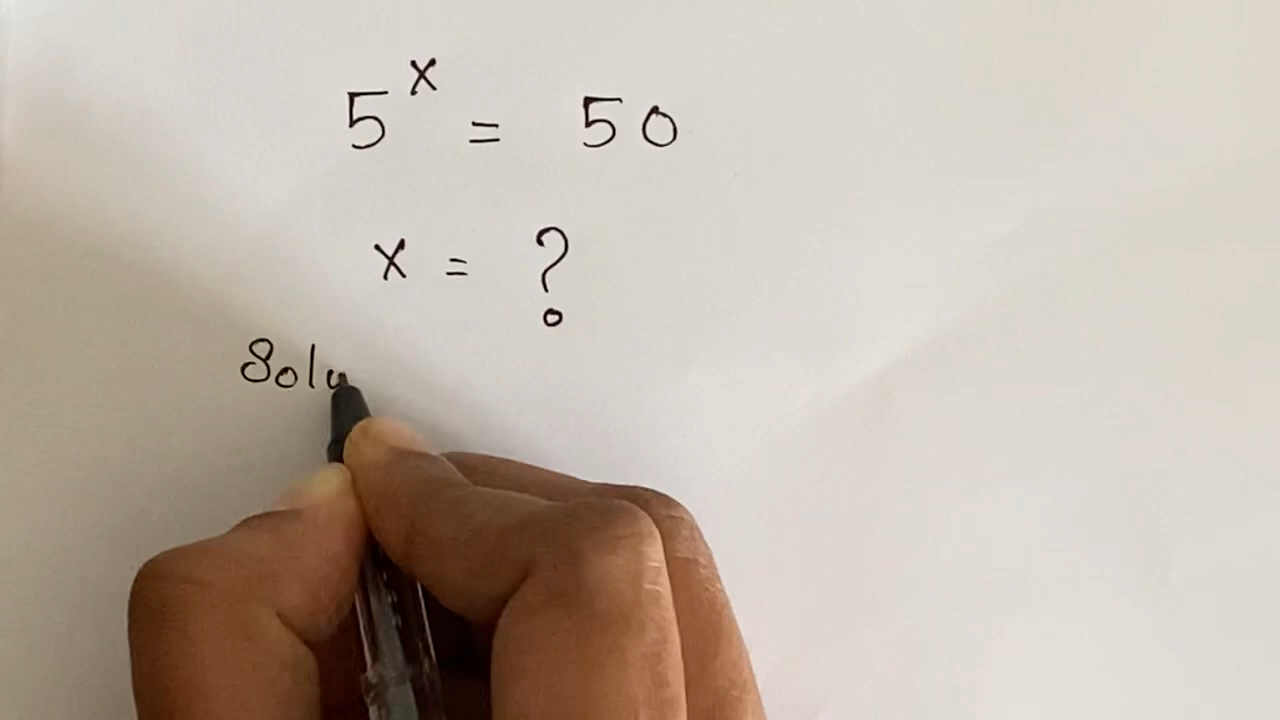 5^x = 50
x = ?
Solu